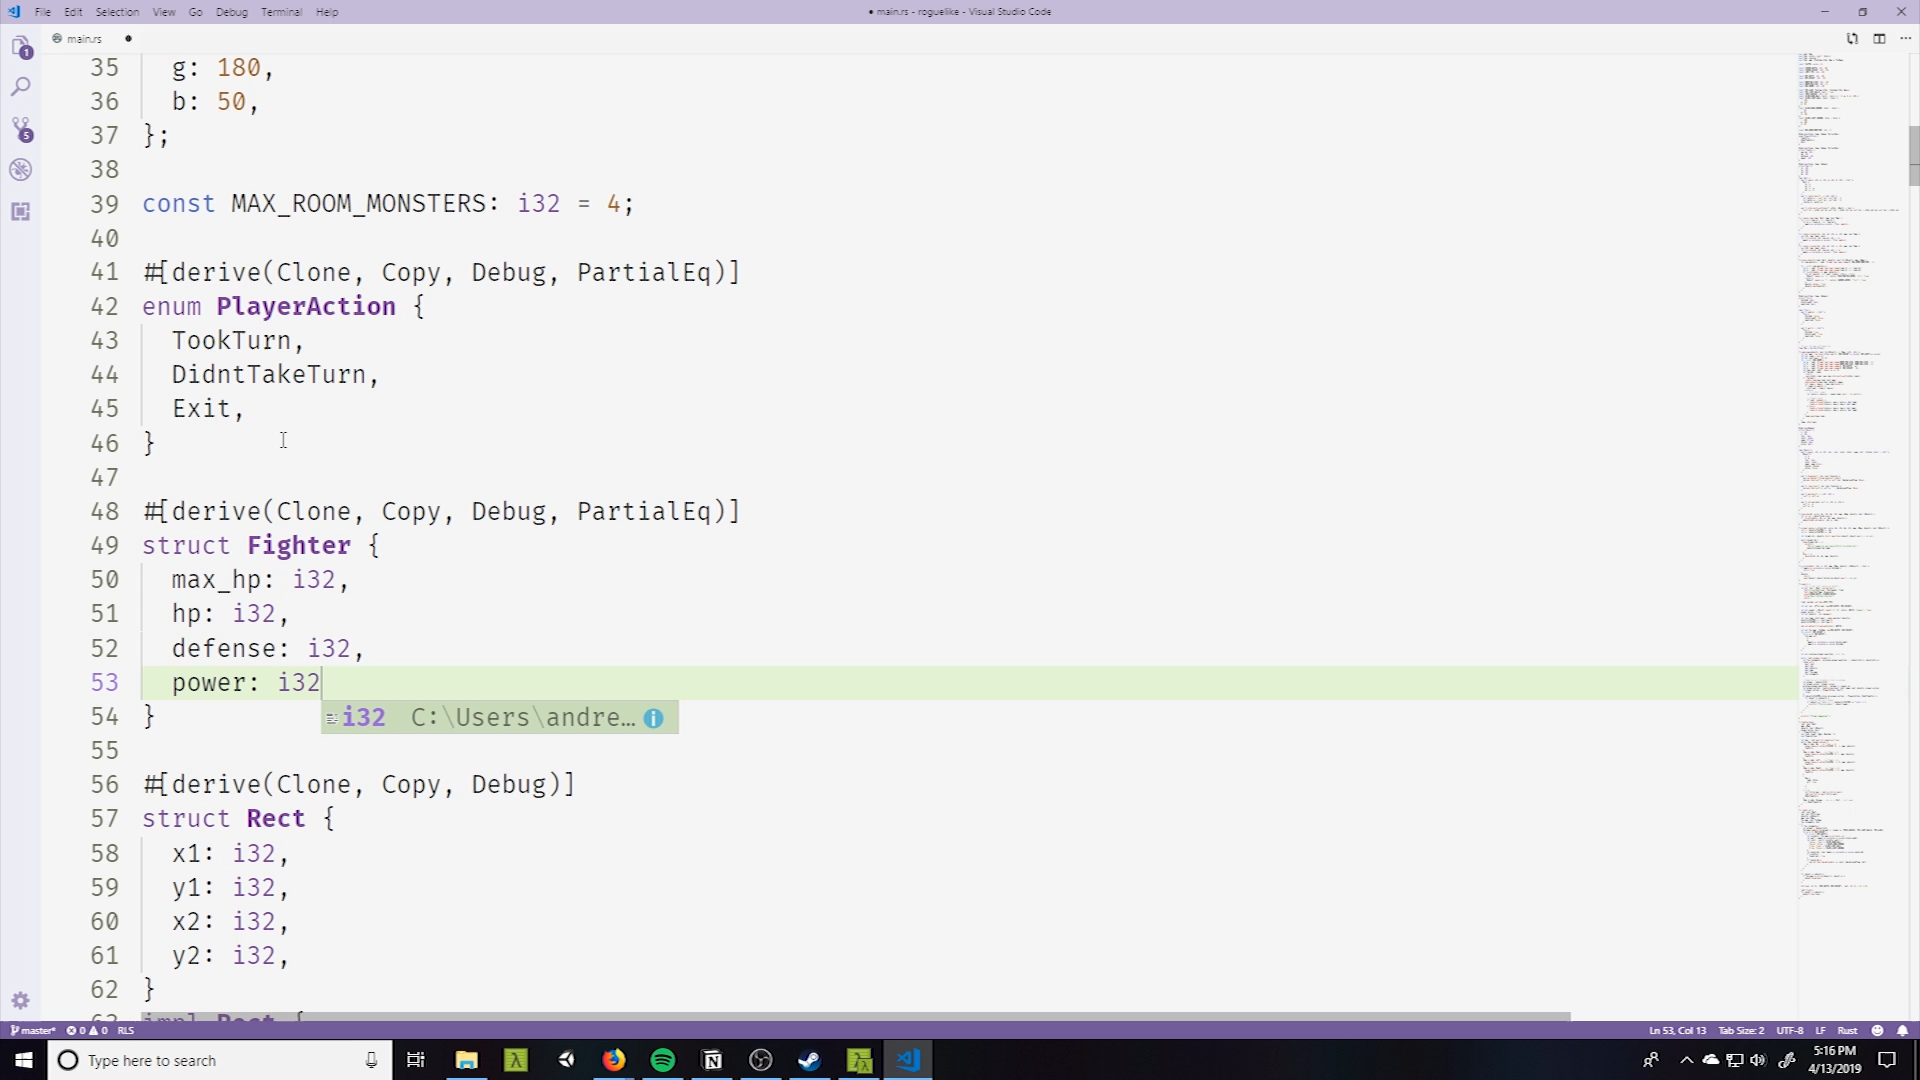 File Edit Selection View Go Debug Terminal Help
● main.rs - roguelike - Visual Studio Code
main.rs ●
35 g: 180,
36 b: 50,
37 };
38
39 const MAX_ROOM_MONSTERS: i32 = 4;
40
41 #[derive(Clone, Copy, Debug, PartialEq)]
42 enum PlayerAction {
43 TookTurn,
44 DidntTakeTurn,
45 Exit,
46 }
47
48 #[derive(Clone, Copy, Debug, PartialEq)]
49 struct Fighter {
50 max_hp: i32,
51 hp: i32,
52 defense: i32,
53 power: i32
i32 C:\Users\andre…
54 }
55
56 #[derive(Clone, Copy, Debug)]
57 struct Rect {
58 x1: i32,
59 y1: i32,
60 x2: i32,
61 y2: i32,
62 }
63 impl Rect {
1
5
master* 0 0 RLS
Ln 53, Col 13 Tab Size: 2 UTF-8 LF Rust
Type here to search
5:16 PM
4/13/2019